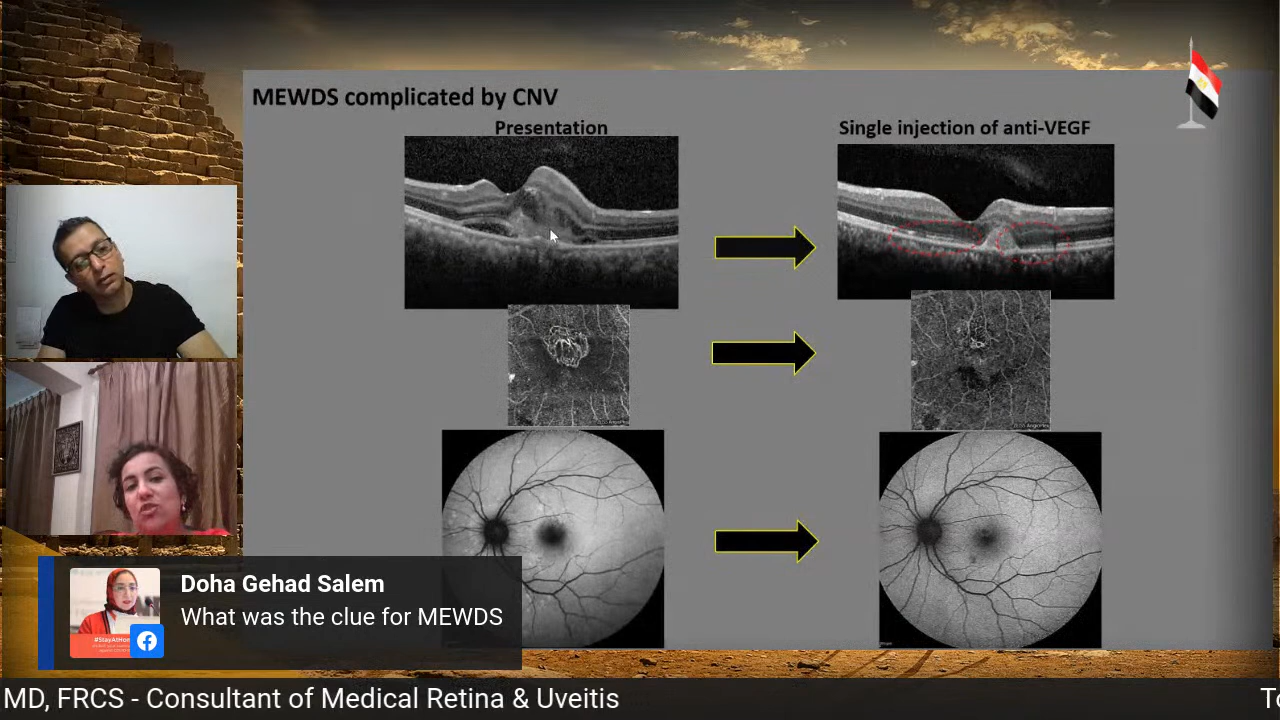 MEWDS complicated by CNV
Presentation
Single injection of anti-VEGF
Doha Gehad Salem
What was the clue for MEWDS
MD, FRCS - Consultant of Medical Retina & Uveitis